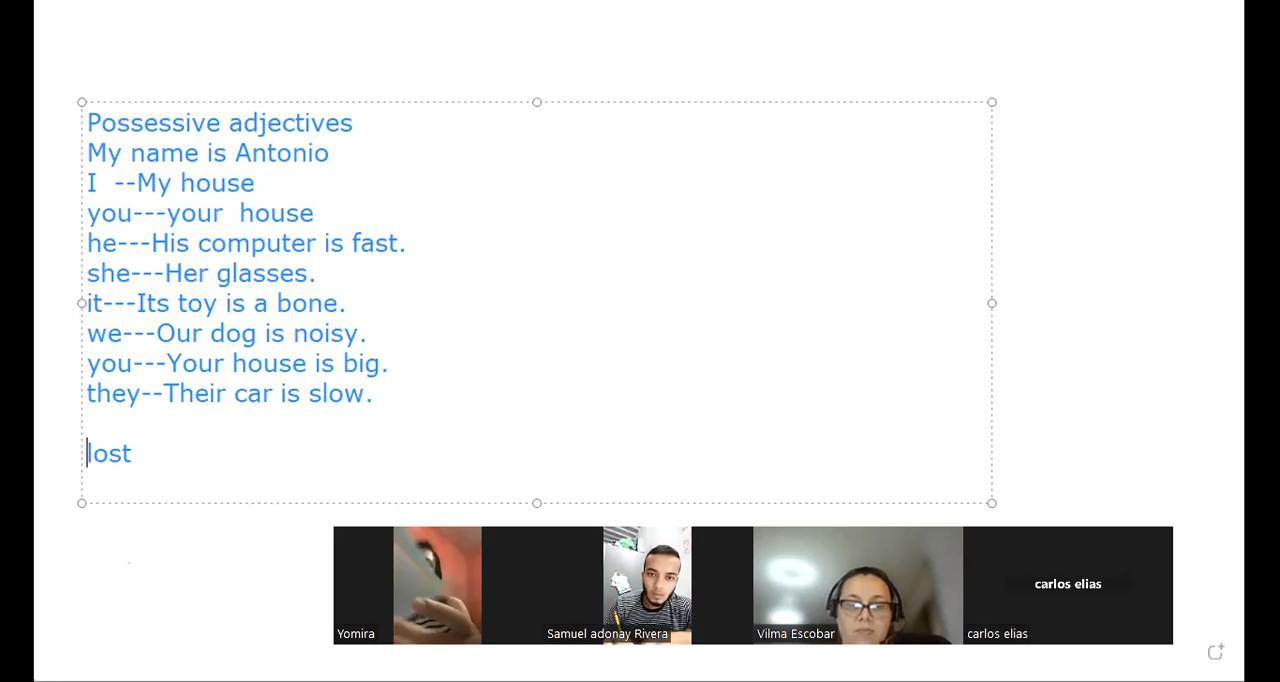 Possessive adjectives
My name is Antonio
I  --My house
you---your  house
he---His computer is fast.
she---Her glasses.
it---Its toy is a bone.
we---Our dog is noisy.
you---Your house is big.
they--Their car is slow.
lost
carlos elias
Yomira
Samuel adonay Rivera
Vilma Escobar
carlos elias